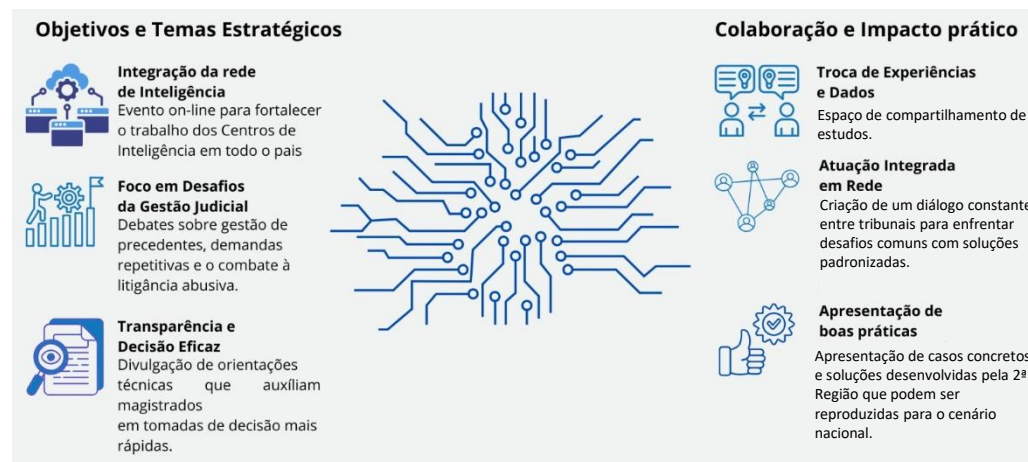 Objetivos e Temas Estratégicos
Integração da rede
de Inteligência
Evento on-line para fortalecer
o trabalho dos Centros de
Inteligência em todo o pais
Foco em Desafios
da Gestão Judicial
Debates sobre gestão de
precedentes, demandas
repetitivas e o combate à
litigância abusiva.
Transparência e
Decisão Eficaz
Divulgação de orientações
técnicas que auxíliam
magistrados
em tomadas de decisão mais
rápidas.
Colaboração e Impacto prático
Troca de Experiências
e Dados
Espaço de compartilhamento de
estudos.
Atuação Integrada
em Rede
Criação de um diálogo constante
entre tribunais para enfrentar
desafios comuns com soluções
padronizadas.
Apresentação de
boas práticas
Apresentação de casos concretos
e soluções desenvolvidas pela 2ª
Região que podem ser
reproduzidas para o cenário
nacional.